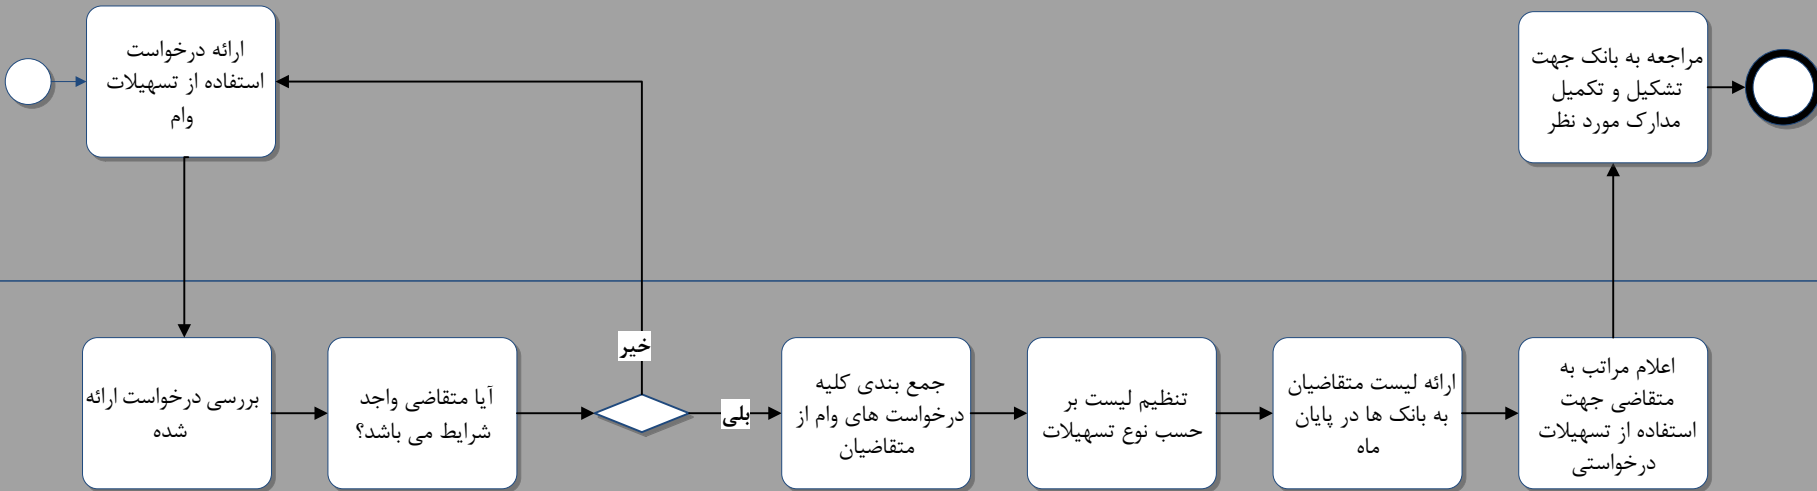 ارائه درخواست
استفاده از تسهیلات
وام
مراجعه به بانک جهت
تشکیل و تکمیل
مدارک مورد نظر
بررسی درخواست ارائه
شده
آیا متقاضی واجد
شرایط می باشد؟
خیر
بلی
جمع بندی کلیه
درخواست های وام از
متقاضیان
تنظیم لیست بر
حسب نوع تسهیلات
ارائه لیست متقاضیان
به بانک ها در پایان
ماه
اعلام مراتب به
متقاضی جهت
استفاده از تسهیلات
درخواستی